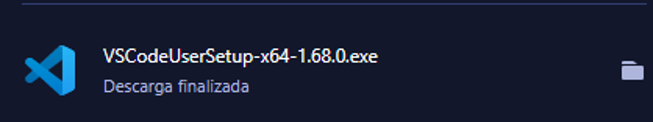 VSCodeUserSetup-x64-1.68.0.exe
Descarga finalizada